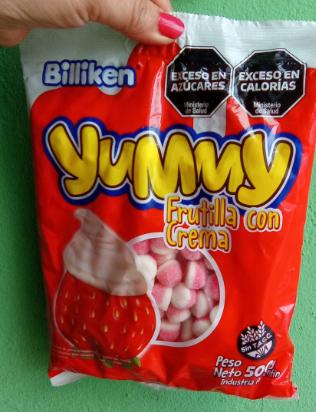 Billiken
EXCESO EN
AZÚCARES
Ministerio
de Salud
EXCESO EN
CALORÍAS
Ministerio
de Salud
Yummy
Frutilla con
Crema
Sin TACC
Peso
Neto 500
Industria